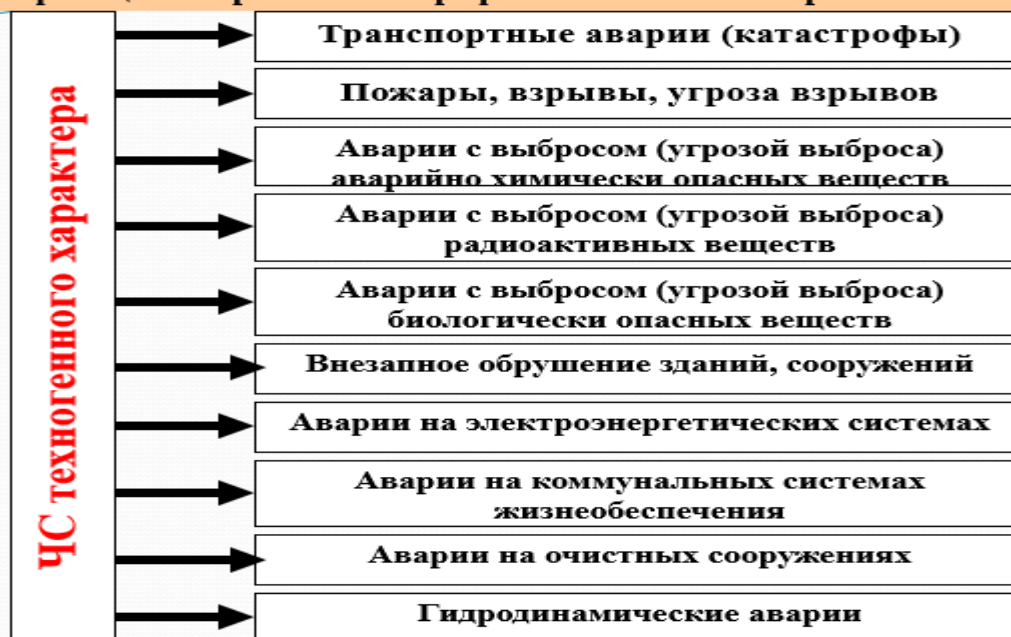 ЧС техногенного характера
Транспортные аварии (катастрофы)
Пожары, взрывы, угроза взрывов
Аварии с выбросом (угрозой выброса)
аварийно химически опасных веществ
Аварии с выбросом (угрозой выброса)
радиоактивных веществ
Аварии с выбросом (угрозой выброса)
биологически опасных веществ
Внезапное обрушение зданий, сооружений
Аварии на электроэнергетических системах
Аварии на коммунальных системах
жизнеобеспечения
Аварии на очистных сооружениях
Гидродинамические аварии